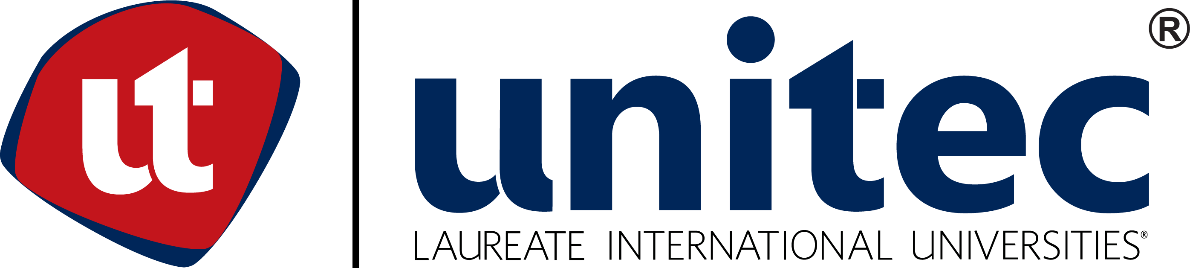 ut
unitec®
LAUREATE INTERNATIONAL UNIVERSITIES®